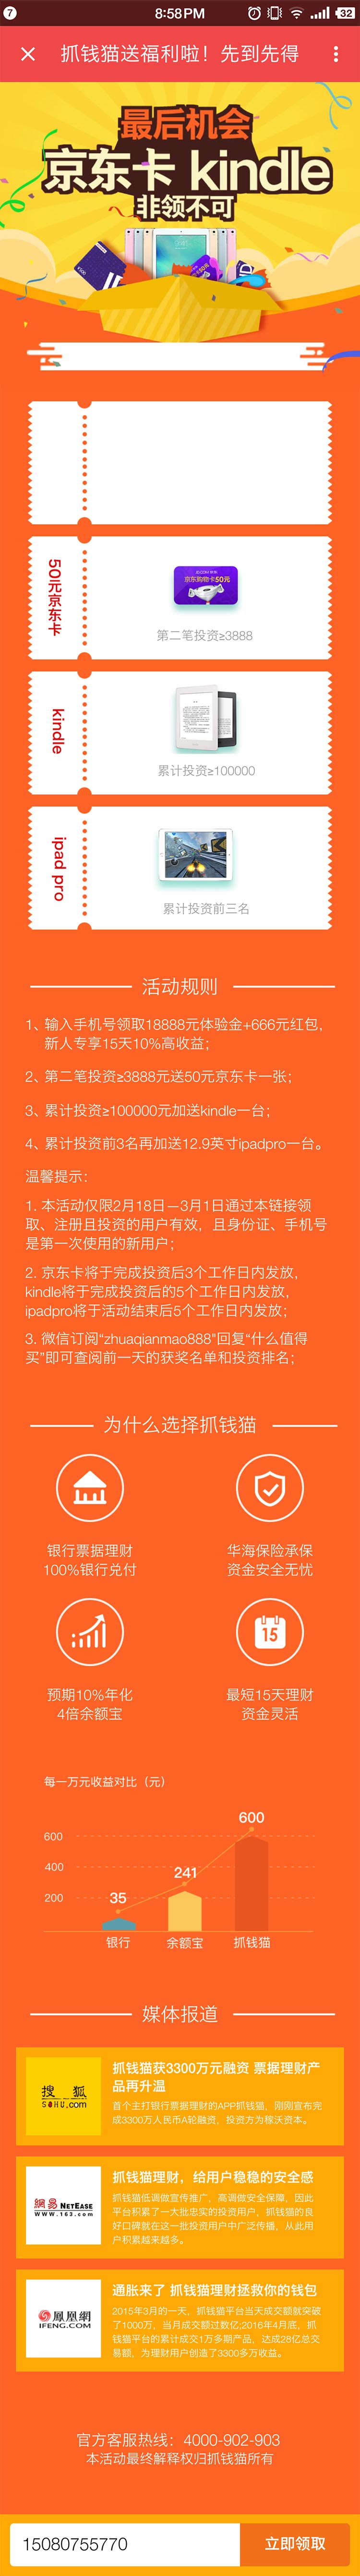 7
8:58PM
32
抓钱猫送福利啦！先到先得
最后机会
京东卡 kindle
非领不可
50元京东卡
京东购物卡50元
第二笔投资≥3888
kindle
累计投资≥100000
ipad pro
累计投资前三名
活动规则
1、输入手机号领取18888元体验金+666元红包，
新人专享15天10%高收益；
2、第二笔投资≥3888元送50元京东卡一张；
3、累计投资≥100000元加送kindle一台；
4、累计投资前3名再加送12.9英寸ipadpro一台。
温馨提示：
1. 本活动仅限2月18日—3月1日通过本链接领
取、注册且投资的用户有效，且身份证、手机号
是第一次使用的新用户；
2. 京东卡将于完成投资后3个工作日内发放，
kindle将于完成投资后的5个工作日内发放，
ipadpro将于活动结束后5个工作日内发放；
3. 微信订阅“zhuaqianmao888”回复“什么值得
买”即可查阅前一天的获奖名单和投资排名；
为什么选择抓钱猫
银行票据理财
100%银行兑付
华海保险承保
资金安全无忧
15
预期10%年化
4倍余额宝
最短15天理财
资金灵活
每一万元收益对比（元）
600
400
200
35
241
600
银行
余额宝
抓钱猫
媒体报道
搜狐
SOHU.com
抓钱猫获3300万元融资 票据理财产
品再升温
首个主打银行票据理财的APP抓钱猫，刚刚宣布完
成3300万人民币A轮融资，投资方为稼沃资本。
網易 NETEASE
WWW.163.com
抓钱猫理财，给用户稳稳的安全感
抓钱猫低调做宣传推广，高调做安全保障，因此
平台积累了一大批忠实的投资用户，抓钱猫的良
好口碑就在这一批投资用户中广泛传播，从此用
户积累越来越多。
鳳凰網
IFENG.COM
通胀来了 抓钱猫理财拯救你的钱包
2015年3月的一天，抓钱猫平台当天成交额就突破
了1000万，当月成交额过数亿;2016年4月底，抓
钱猫平台的累计成交1万多期产品，达成28亿总交
易额，为理财用户创造了3300多万收益。
官方客服热线：4000-902-903
本活动最终解释权归抓钱猫所有
15080755770
立即领取